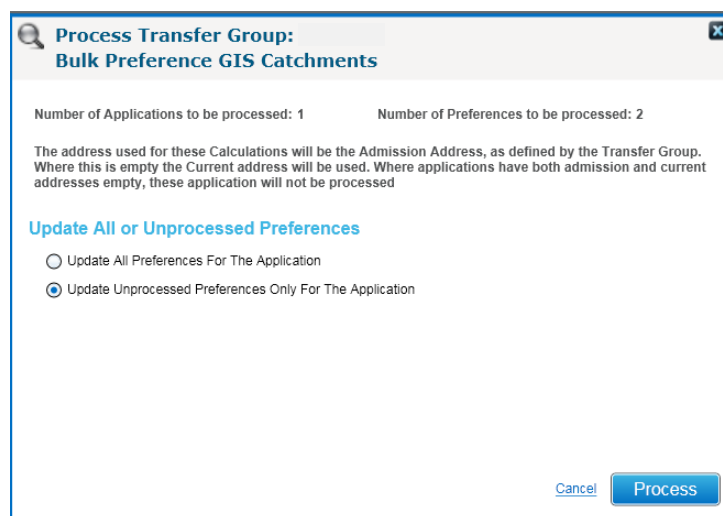 Process Transfer Group:
Bulk Preference GIS Catchments
Number of Applications to be processed: 1 Number of Preferences to be processed: 2
The address used for these Calculations will be the Admission Address, as defined by the Transfer Group.
Where this is empty the Current address will be used. Where applications have both admission and current
addresses empty, these application will not be processed
Update All or Unprocessed Preferences
Update All Preferences For The Application
Update Unprocessed Preferences Only For The Application
Cancel Process